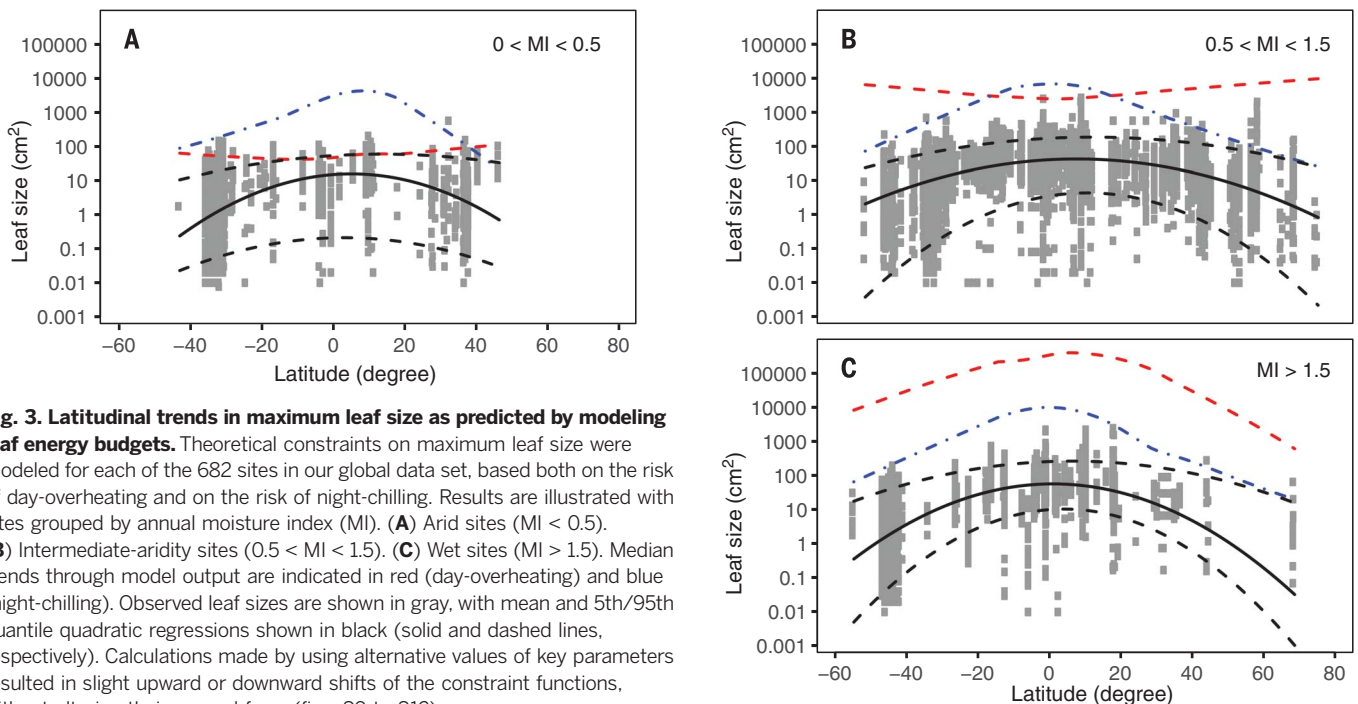 A
0 < MI < 0.5
100000
10000
1000
100
10
1
0.1
0.01
0.001
Leaf size (cm²)
−60 −40 −20 0 20 40 60 80
Latitude (degree)
B
0.5 < MI < 1.5
100000
10000
1000
100
10
1
0.1
0.01
0.001
Leaf size (cm²)
C
MI > 1.5
100000
10000
1000
100
10
1
0.1
0.01
0.001
Leaf size (cm²)
−60 −40 −20 0 20 40 60 80
Latitude (degree)
g. 3. Latitudinal trends in maximum leaf size as predicted by modeling
af energy budgets. Theoretical constraints on maximum leaf size were
odeled for each of the 682 sites in our global data set, based both on the risk
f day-overheating and on the risk of night-chilling. Results are illustrated with
tes grouped by annual moisture index (MI). (A) Arid sites (MI < 0.5).
B) Intermediate-aridity sites (0.5 < MI < 1.5). (C) Wet sites (MI > 1.5). Median
ends through model output are indicated in red (day-overheating) and blue
night-chilling). Observed leaf sizes are shown in gray, with mean and 5th/95th
uantile quadratic regressions shown in black (solid and dashed lines,
spectively). Calculations made by using alternative values of key parameters
sulted in slight upward or downward shifts of the constraint functions,